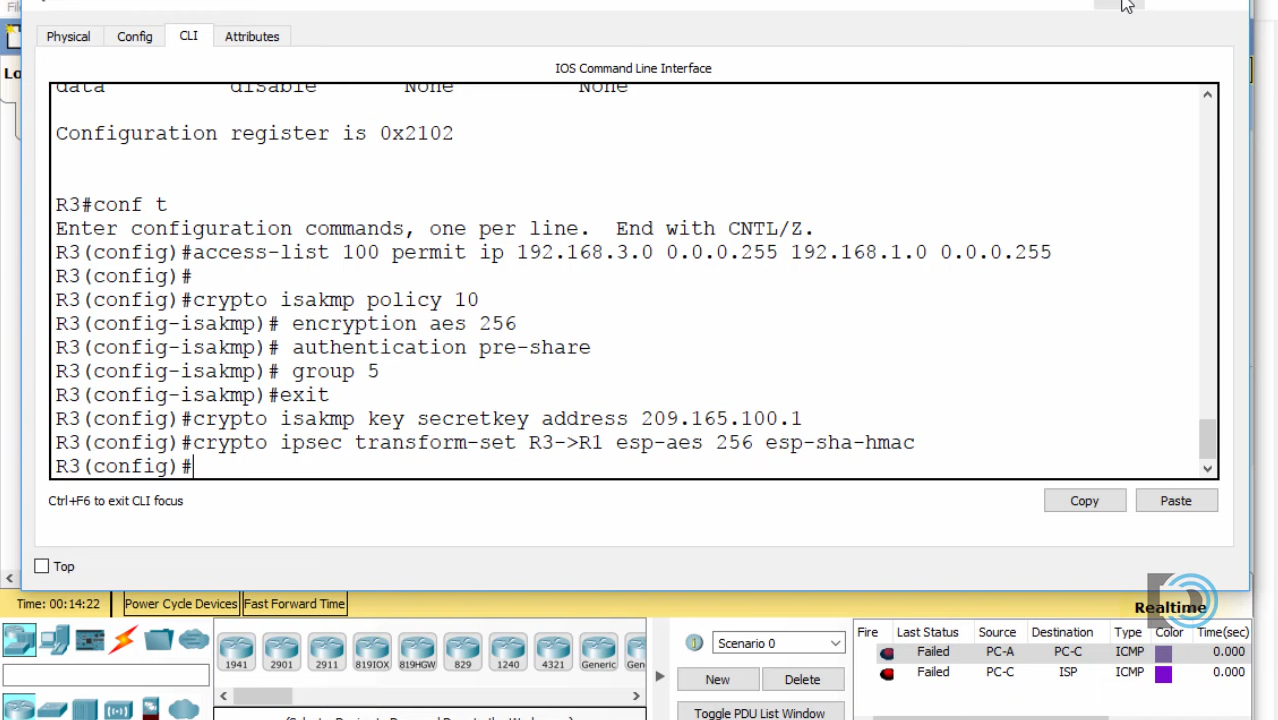 Physical Config CLI Attributes
IOS Command Line Interface
data disable None None
Configuration register is 0x2102
R3#conf t
Enter configuration commands, one per line. End with CNTL/Z.
R3(config)#access-list 100 permit ip 192.168.3.0 0.0.0.255 192.168.1.0 0.0.0.255
R3(config)#
R3(config)#crypto isakmp policy 10
R3(config-isakmp)# encryption aes 256
R3(config-isakmp)# authentication pre-share
R3(config-isakmp)# group 5
R3(config-isakmp)#exit
R3(config)#crypto isakmp key secretkey address 209.165.100.1
R3(config)#crypto ipsec transform-set R3->R1 esp-aes 256 esp-sha-hmac
R3(config)#
Ctrl+F6 to exit CLI focus
Copy Paste
Top
Time: 00:14:22 Power Cycle Devices Fast Forward Time
Realtime
1941 2901 2911 819IOX 819HGW 829 1240 4321 Generic Gen
Scenario 0
New Delete
Toggle PDU List Window
Fire Last Status Source Destination Type Color Time(sec)
Failed PC-A PC-C ICMP 0.000
Failed PC-C ISP ICMP 0.000